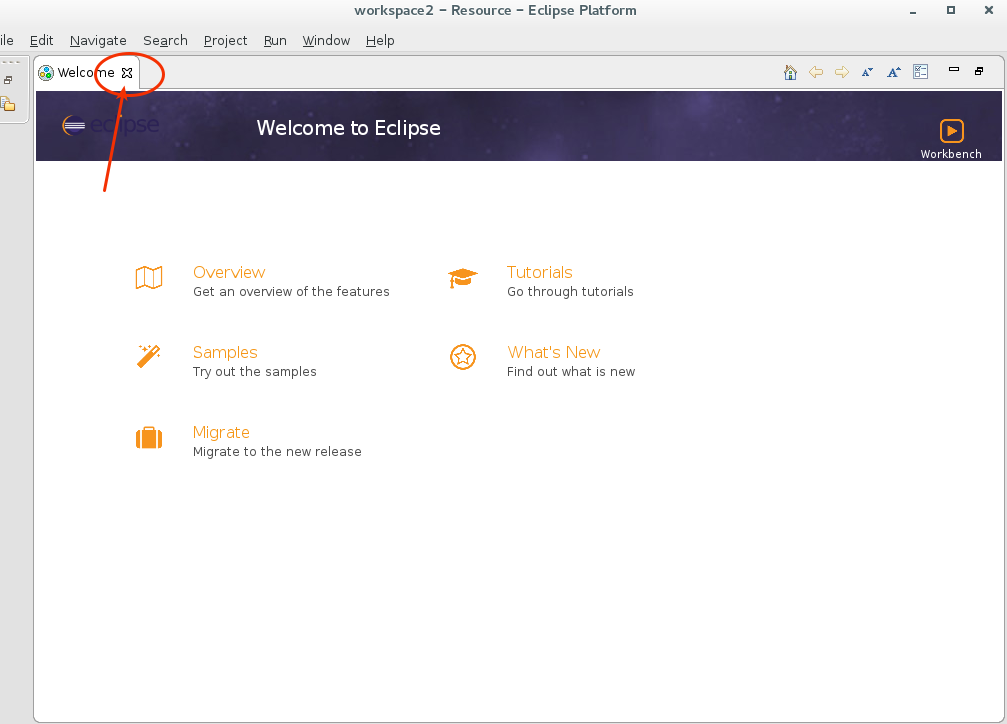 workspace2 – Resource – Eclipse Platform
ile Edit Navigate Search Project Run Window Help
Welcome
eclipse
Welcome to Eclipse
Workbench
Overview
Get an overview of the features
Tutorials
Go through tutorials
Samples
Try out the samples
What's New
Find out what is new
Migrate
Migrate to the new release